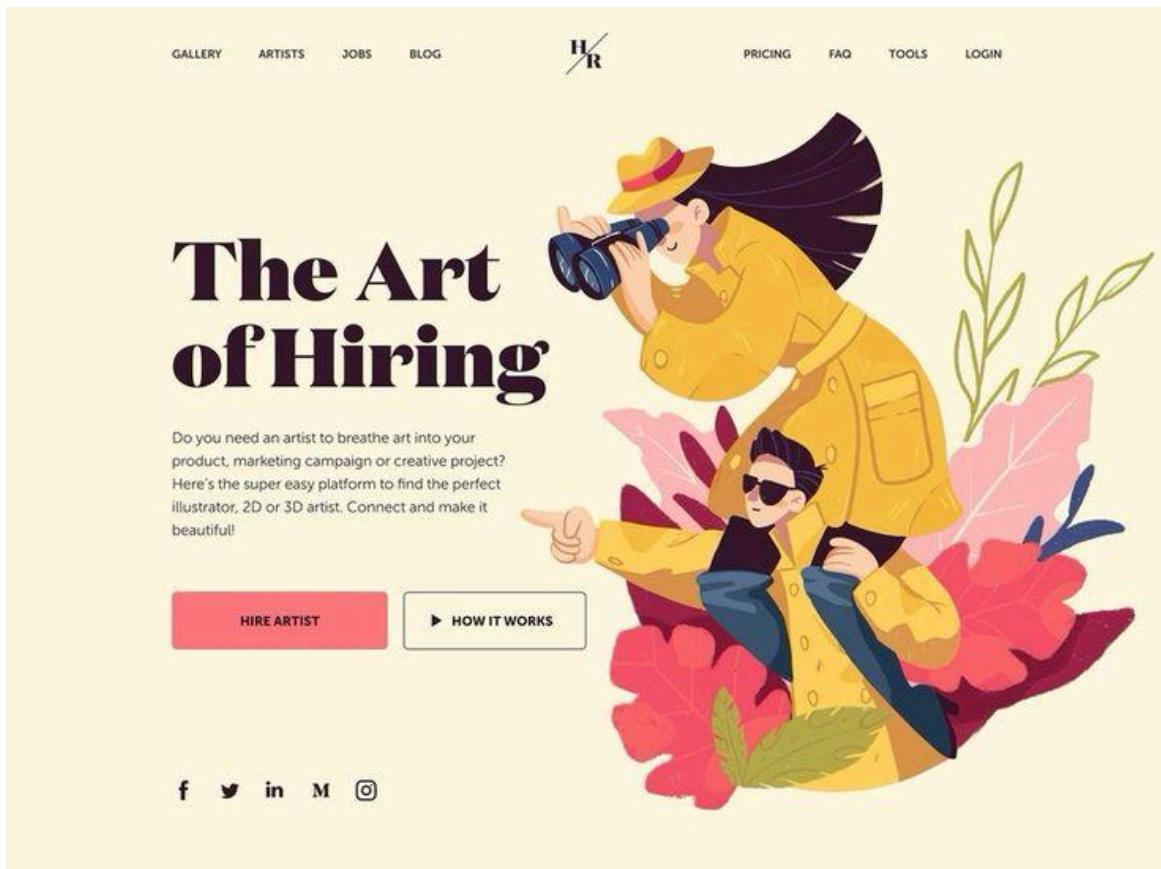 GALLERY ARTISTS JOBS BLOG H/R PRICING FAQ TOOLS LOGIN
The Art
of Hiring
Do you need an artist to breathe art into your
product, marketing campaign or creative project?
Here's the super easy platform to find the perfect
illustrator, 2D or 3D artist. Connect and make it
beautiful!
HIRE ARTIST HOW IT WORKS
f in M